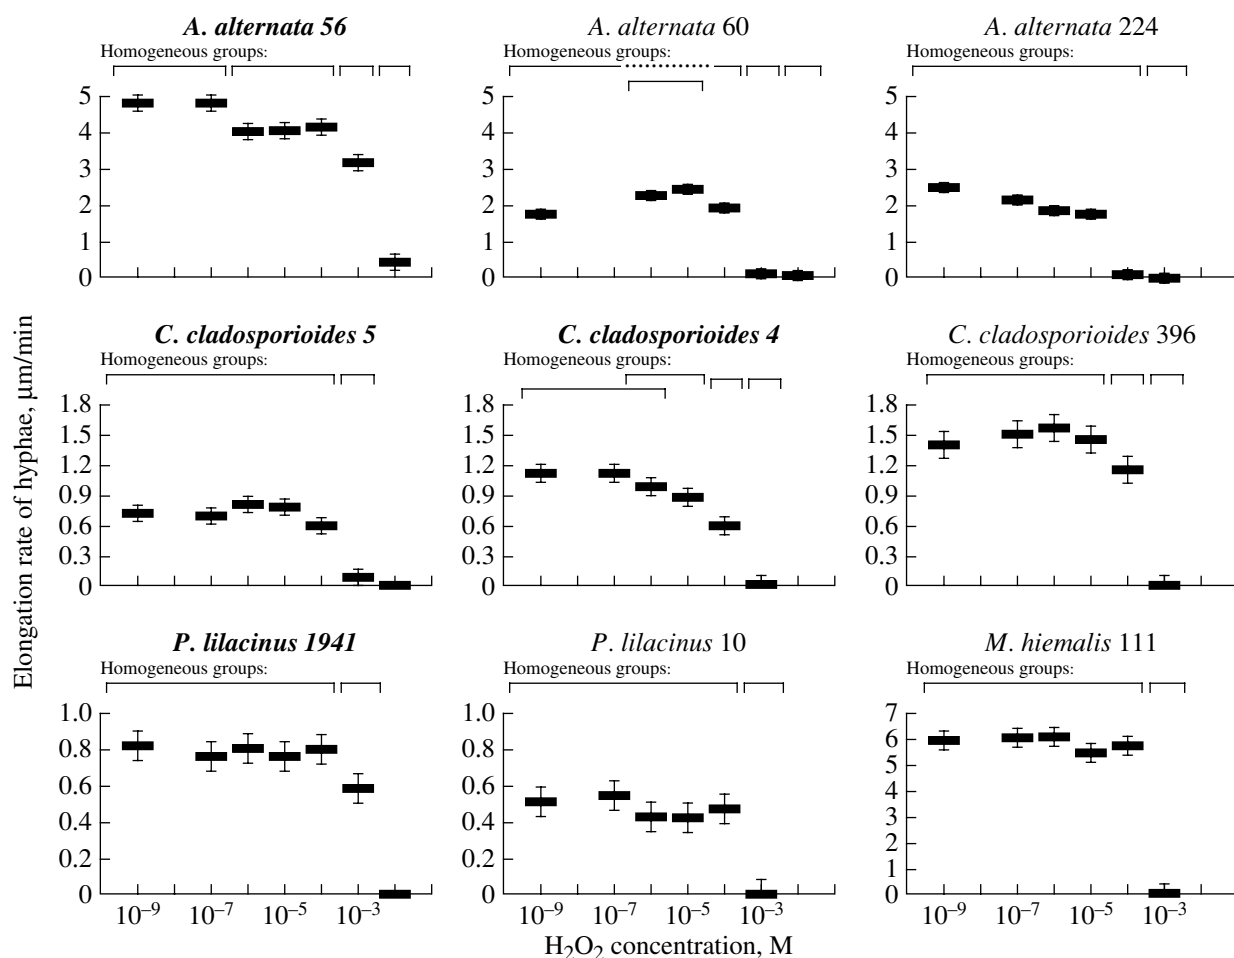 A. alternata 56
A. alternata 60
A. alternata 224
Homogeneous groups:
Homogeneous groups:
Homogeneous groups:
5
4
3
2
1
0
5
4
3
2
1
0
5
4
3
2
1
0
C. cladosporioides 5
C. cladosporioides 4
C. cladosporioides 396
Homogeneous groups:
Homogeneous groups:
Homogeneous groups:
1.8
1.5
1.2
0.9
0.6
0.3
0
1.8
1.5
1.2
0.9
0.6
0.3
0
1.8
1.5
1.2
0.9
0.6
0.3
0
Elongation rate of hyphae, μm/min
P. lilacinus 1941
P. lilacinus 10
M. hiemalis 111
Homogeneous groups:
Homogeneous groups:
Homogeneous groups:
1.0
0.8
0.6
0.4
0.2
0
1.0
0.8
0.6
0.4
0.2
0
7
6
5
4
3
2
1
0
10⁻⁹ 10⁻⁷ 10⁻⁵ 10⁻³
10⁻⁹ 10⁻⁷ 10⁻⁵ 10⁻³
10⁻⁹ 10⁻⁷ 10⁻⁵ 10⁻³
H₂O₂ concentration, M